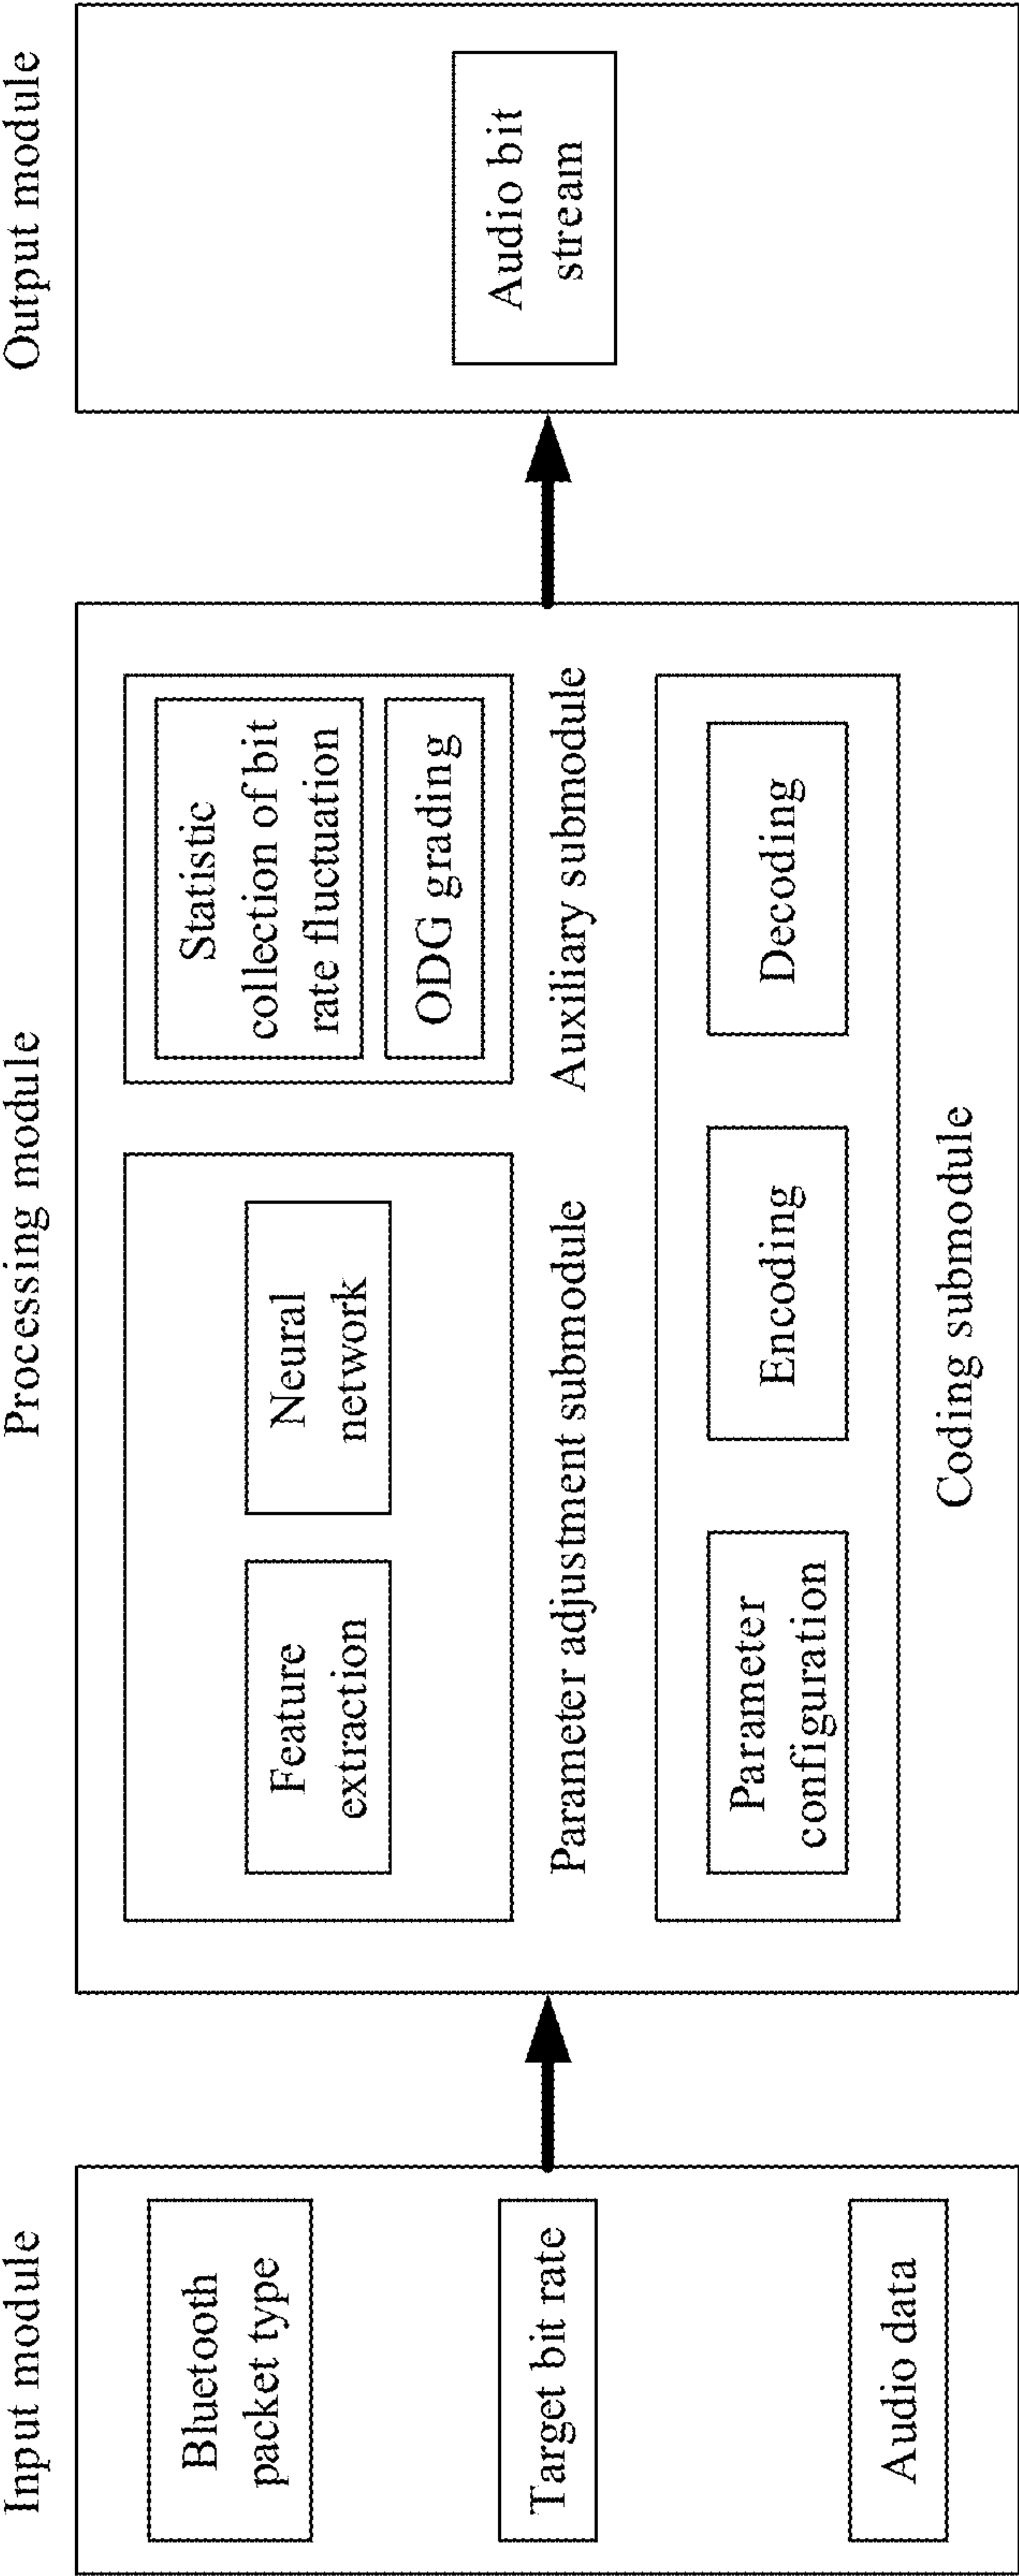 Input module
Bluetooth
packet type
Target bit rate
Audio data
Processing module
Feature
extraction
Neural
network
Parameter adjustment submodule
Statistic
collection of bit
rate fluctuation
ODG grading
Auxiliary submodule
Parameter
configuration
Encoding
Decoding
Coding submodule
Output module
Audio bit
stream